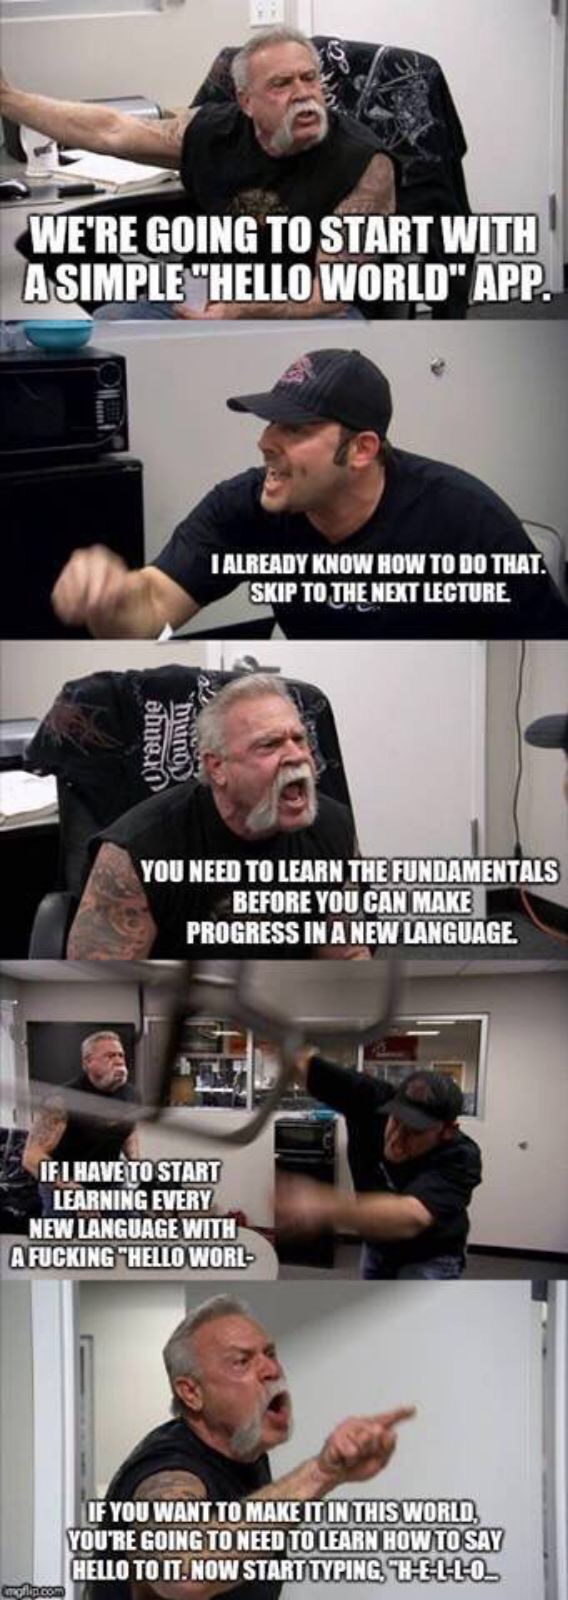 WE'RE GOING TO START WITH
A SIMPLE "HELLO WORLD" APP.
I ALREADY KNOW HOW TO DO THAT.
SKIP TO THE NEXT LECTURE.
Orange
County
YOU NEED TO LEARN THE FUNDAMENTALS
BEFORE YOU CAN MAKE
PROGRESS IN A NEW LANGUAGE.
IF I HAVE TO START
LEARNING EVERY
NEW LANGUAGE WITH
A FUCKING "HELLO WORL-
IF YOU WANT TO MAKE IT IN THIS WORLD,
YOU'RE GOING TO NEED TO LEARN HOW TO SAY
HELLO TO IT. NOW START TYPING, "H-E-L-L-O...
imgflip.com